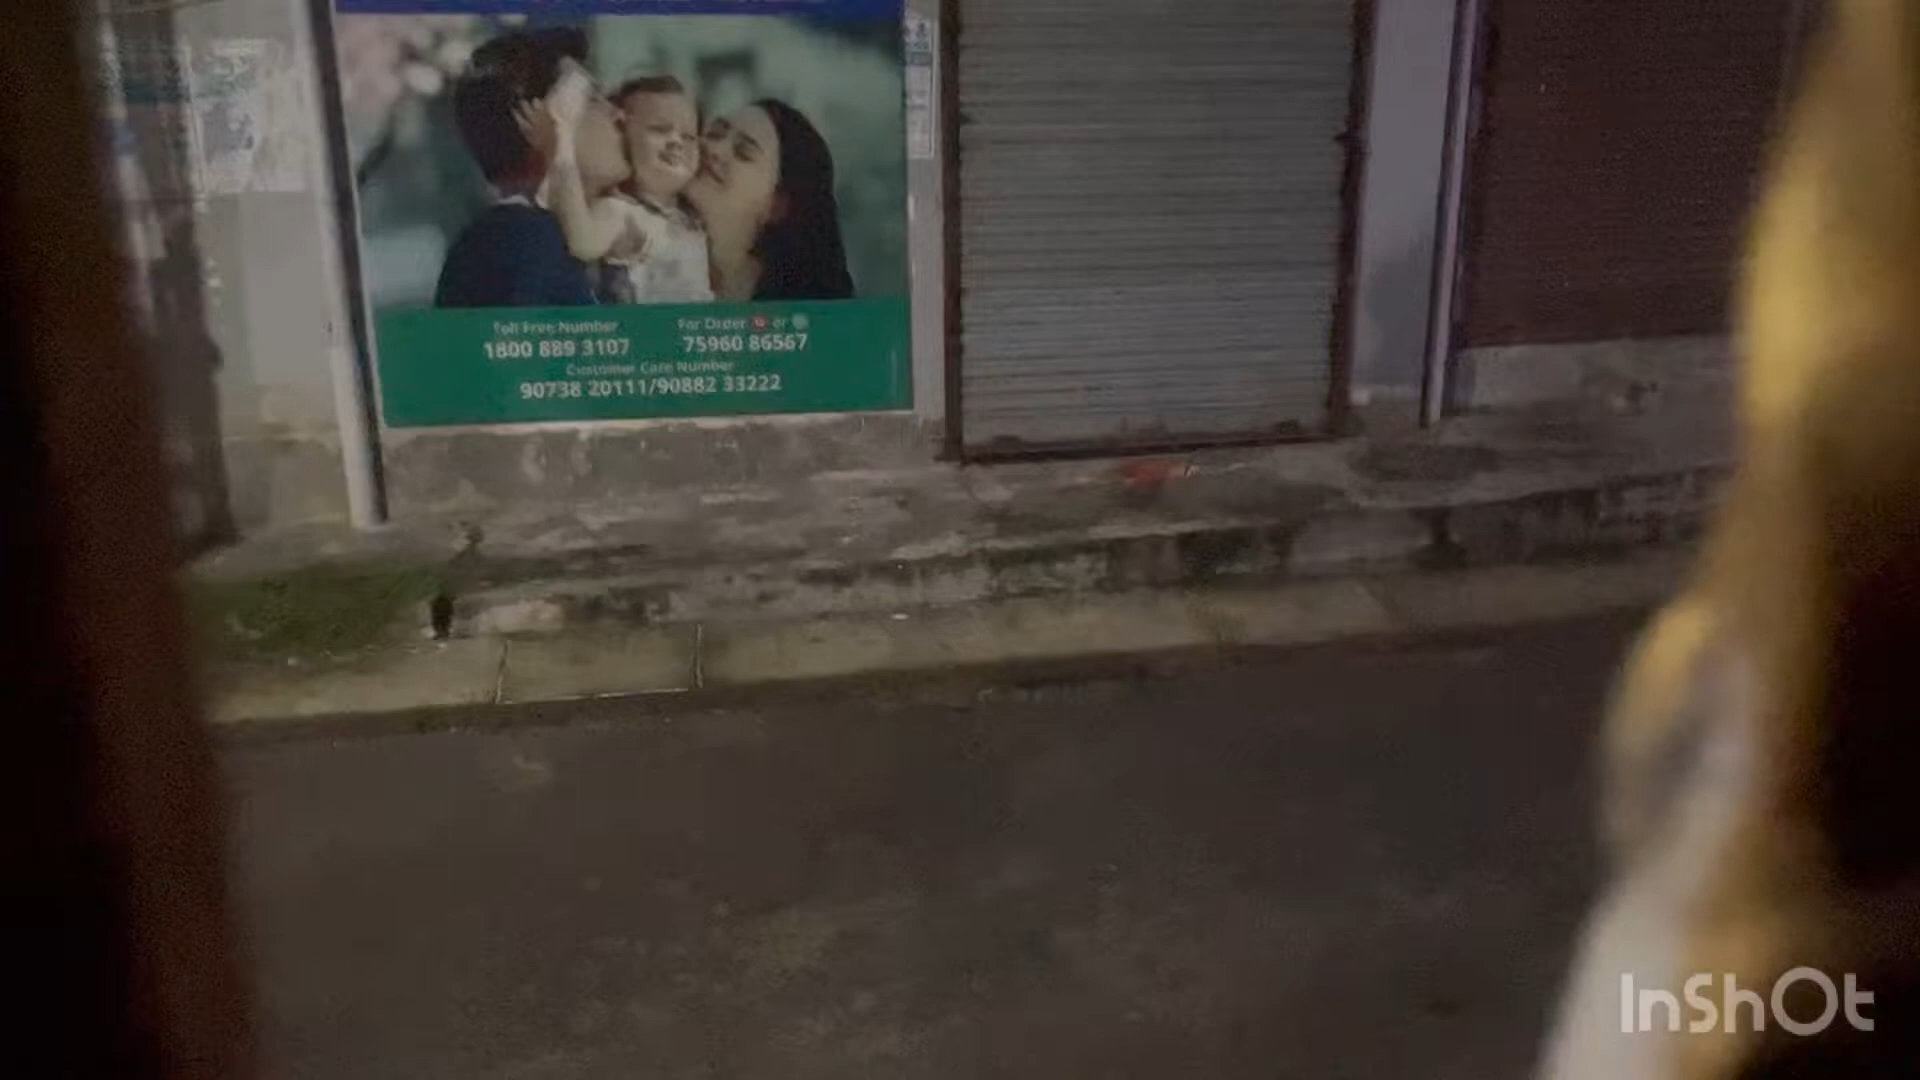 Toll Free Number
1800 889 3107
For Order or
75960 86567
Customer Care Number
90738 20111/90882 33222
InShOt